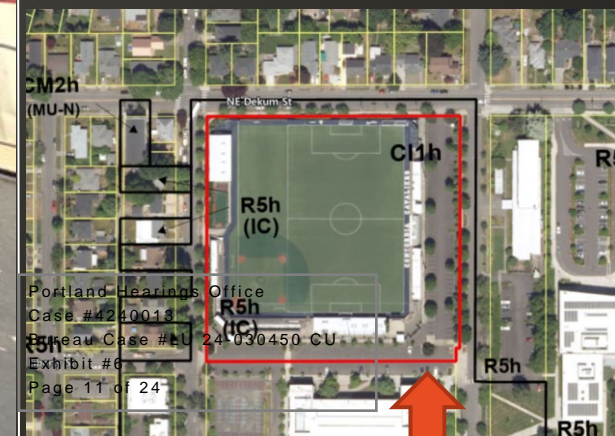 CM2h
(MU-N)
NE Dekum St
CI1h
R5h
(IC)
R5h
(IC)
R5h
R5h
R5h
Portland Hearings Office
Case #4240013
Bureau Case #LU 24-030450 CU
Exhibit #6
Page 11 of 24